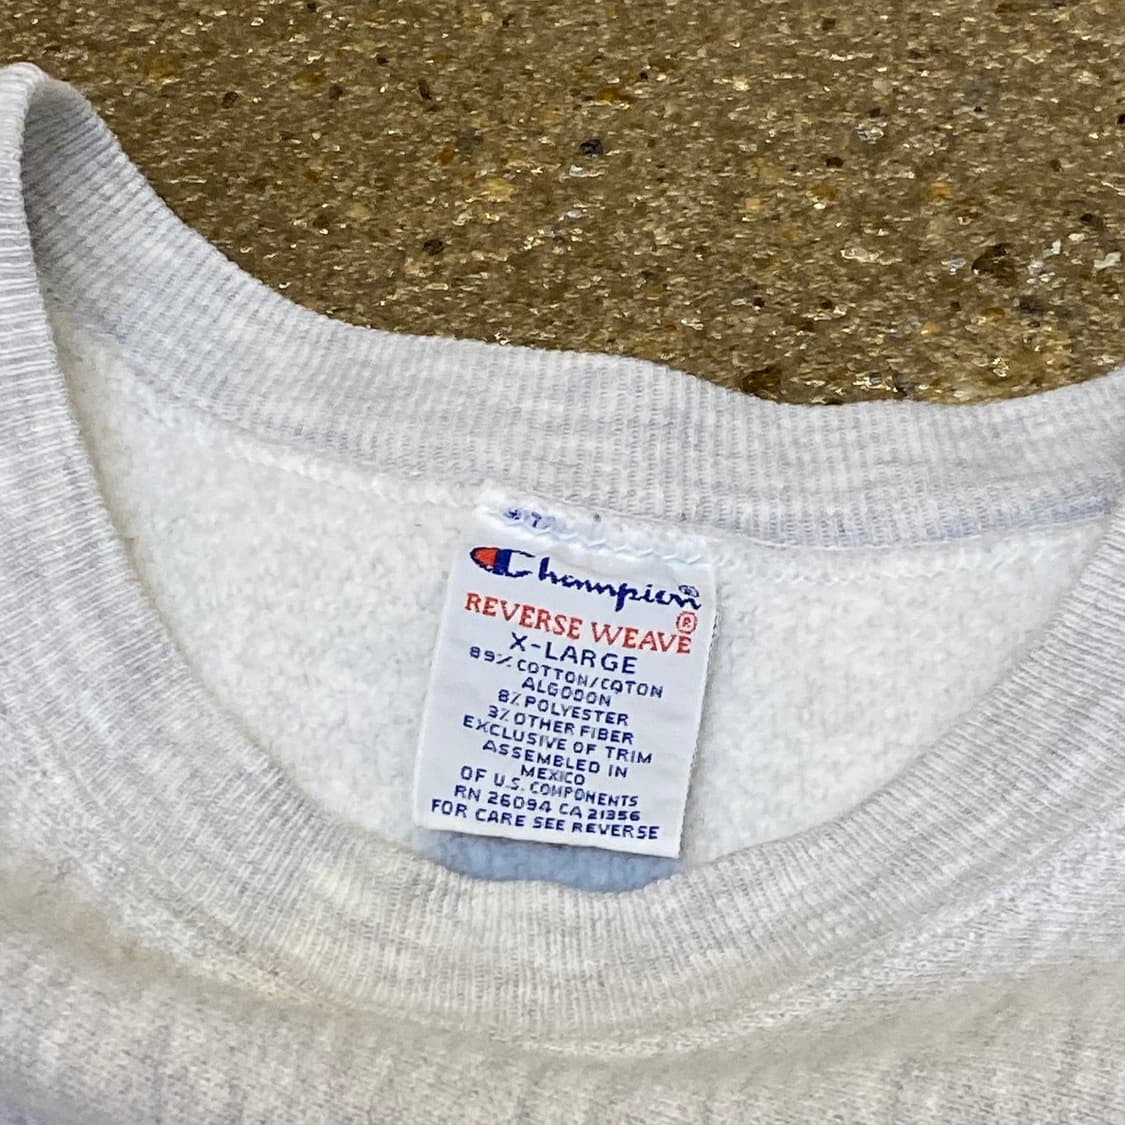 Champion®
REVERSE WEAVE®
X-LARGE
89% COTTON/COTON
ALGODON
8% POLYESTER
3% OTHER FIBER
EXCLUSIVE OF TRIM
ASSEMBLED IN
MEXICO
OF U.S. COMPONENTS
RN 26094 CA 21356
FOR CARE SEE REVERSE